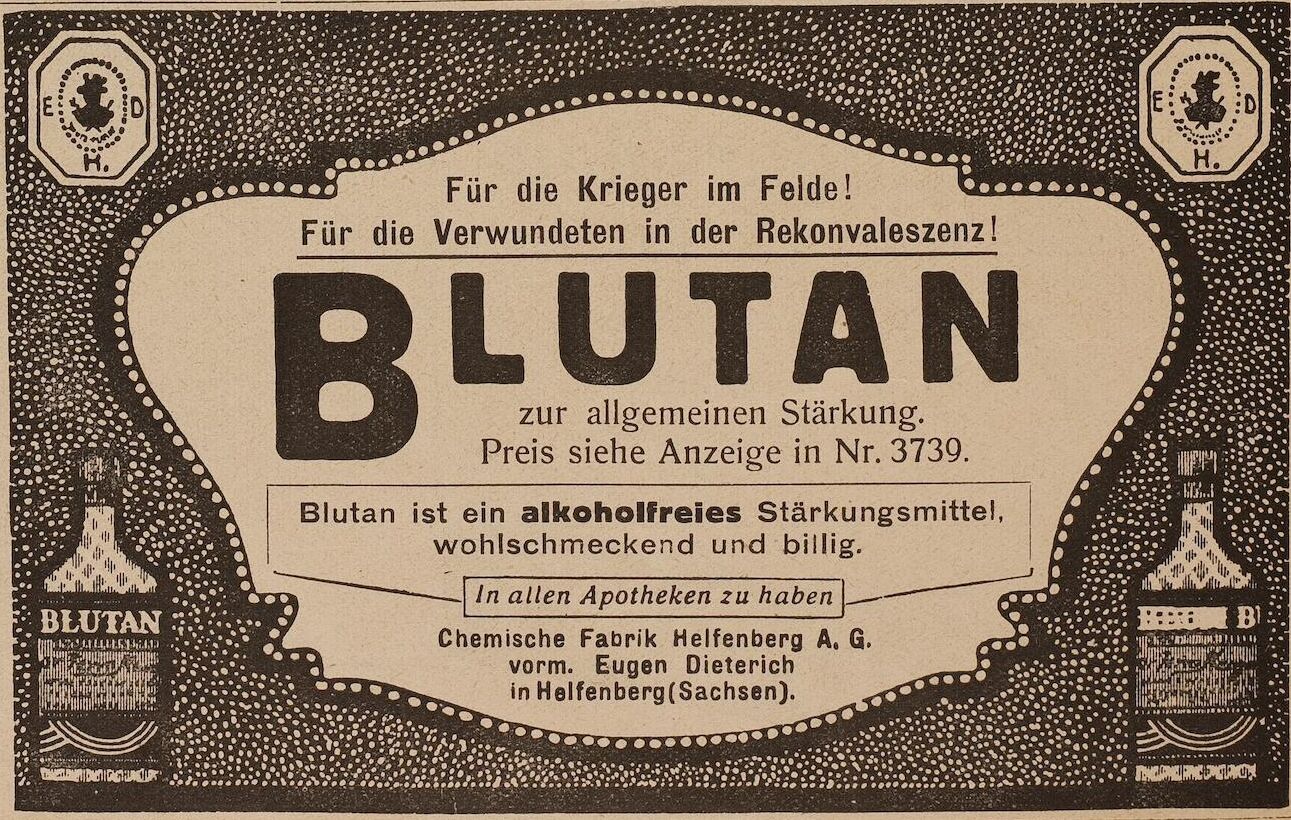 E D
H.
E D
H.
Für die Krieger im Felde!
Für die Verwundeten in der Rekonvaleszenz!
BLUTAN
zur allgemeinen Stärkung.
Preis siehe Anzeige in Nr. 3739.
Blutan ist ein alkoholfreies Stärkungsmittel,
wohlschmeckend und billig.
In allen Apotheken zu haben
Chemische Fabrik Helfenberg A. G.
vorm. Eugen Dieterich
in Helfenberg (Sachsen).
BLUTAN
B